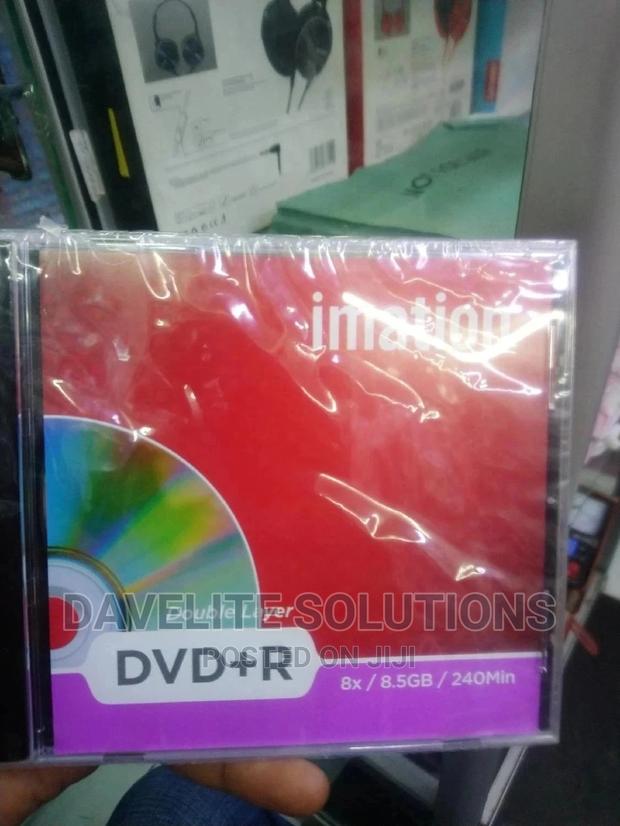 imation
Double Layer
DAVELITE SOLUTIONS
DVD+R
POSTED ON JIJI
8x / 8.5GB / 240Min